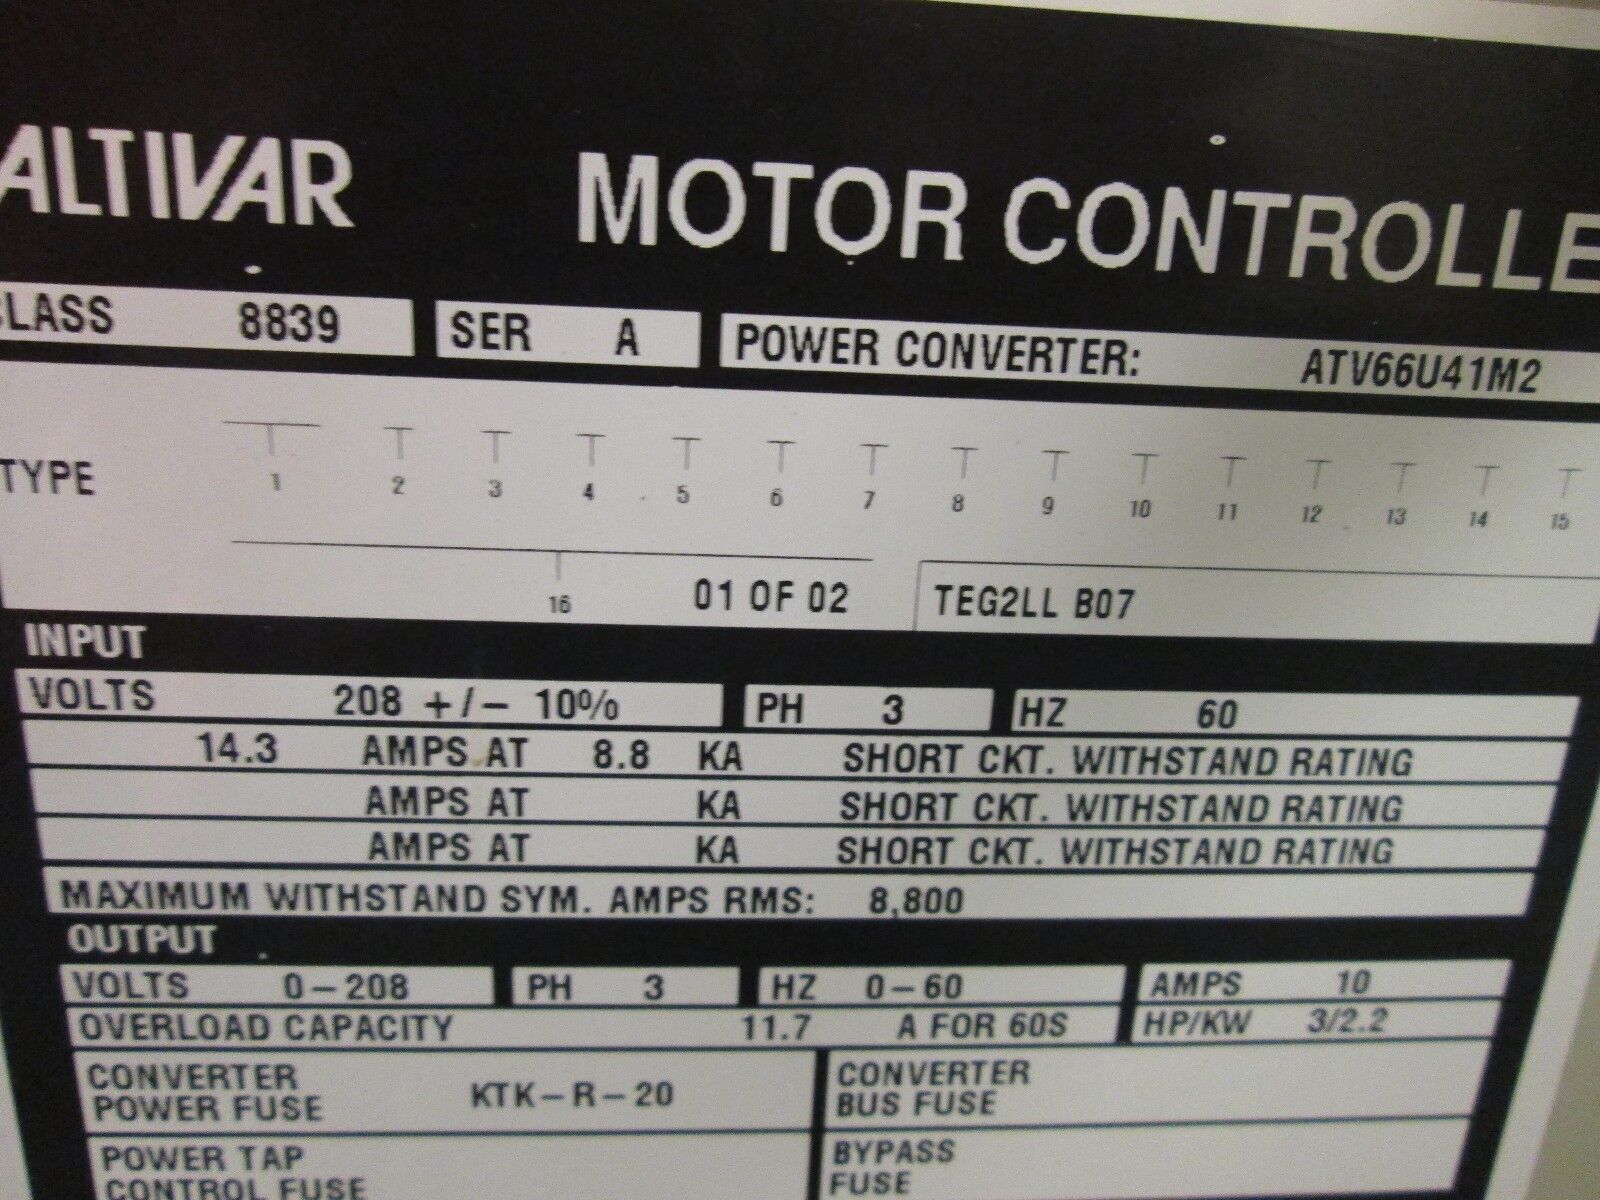 ALTIVAR MOTOR CONTROLLE
CLASS 8839 SER A POWER CONVERTER: ATV66U41M2
TYPE 1 2 3 4 5 6 7 8 9 10 11 12 13 14 15
16 01 OF 02 TEG2LL B07
INPUT
VOLTS 208 +/- 10% PH 3 HZ 60
14.3 AMPS AT 8.8 KA SHORT CKT. WITHSTAND RATING
AMPS AT KA SHORT CKT. WITHSTAND RATING
AMPS AT KA SHORT CKT. WITHSTAND RATING
MAXIMUM WITHSTAND SYM. AMPS RMS: 8,800
OUTPUT
VOLTS 0-208 PH 3 HZ 0-60 AMPS 10
OVERLOAD CAPACITY 11.7 A FOR 60S HP/KW 3/2.2
CONVERTER
POWER FUSE KTK-R-20
CONVERTER
BUS FUSE
POWER TAP
CONTROL FUSE
BYPASS
FUSE